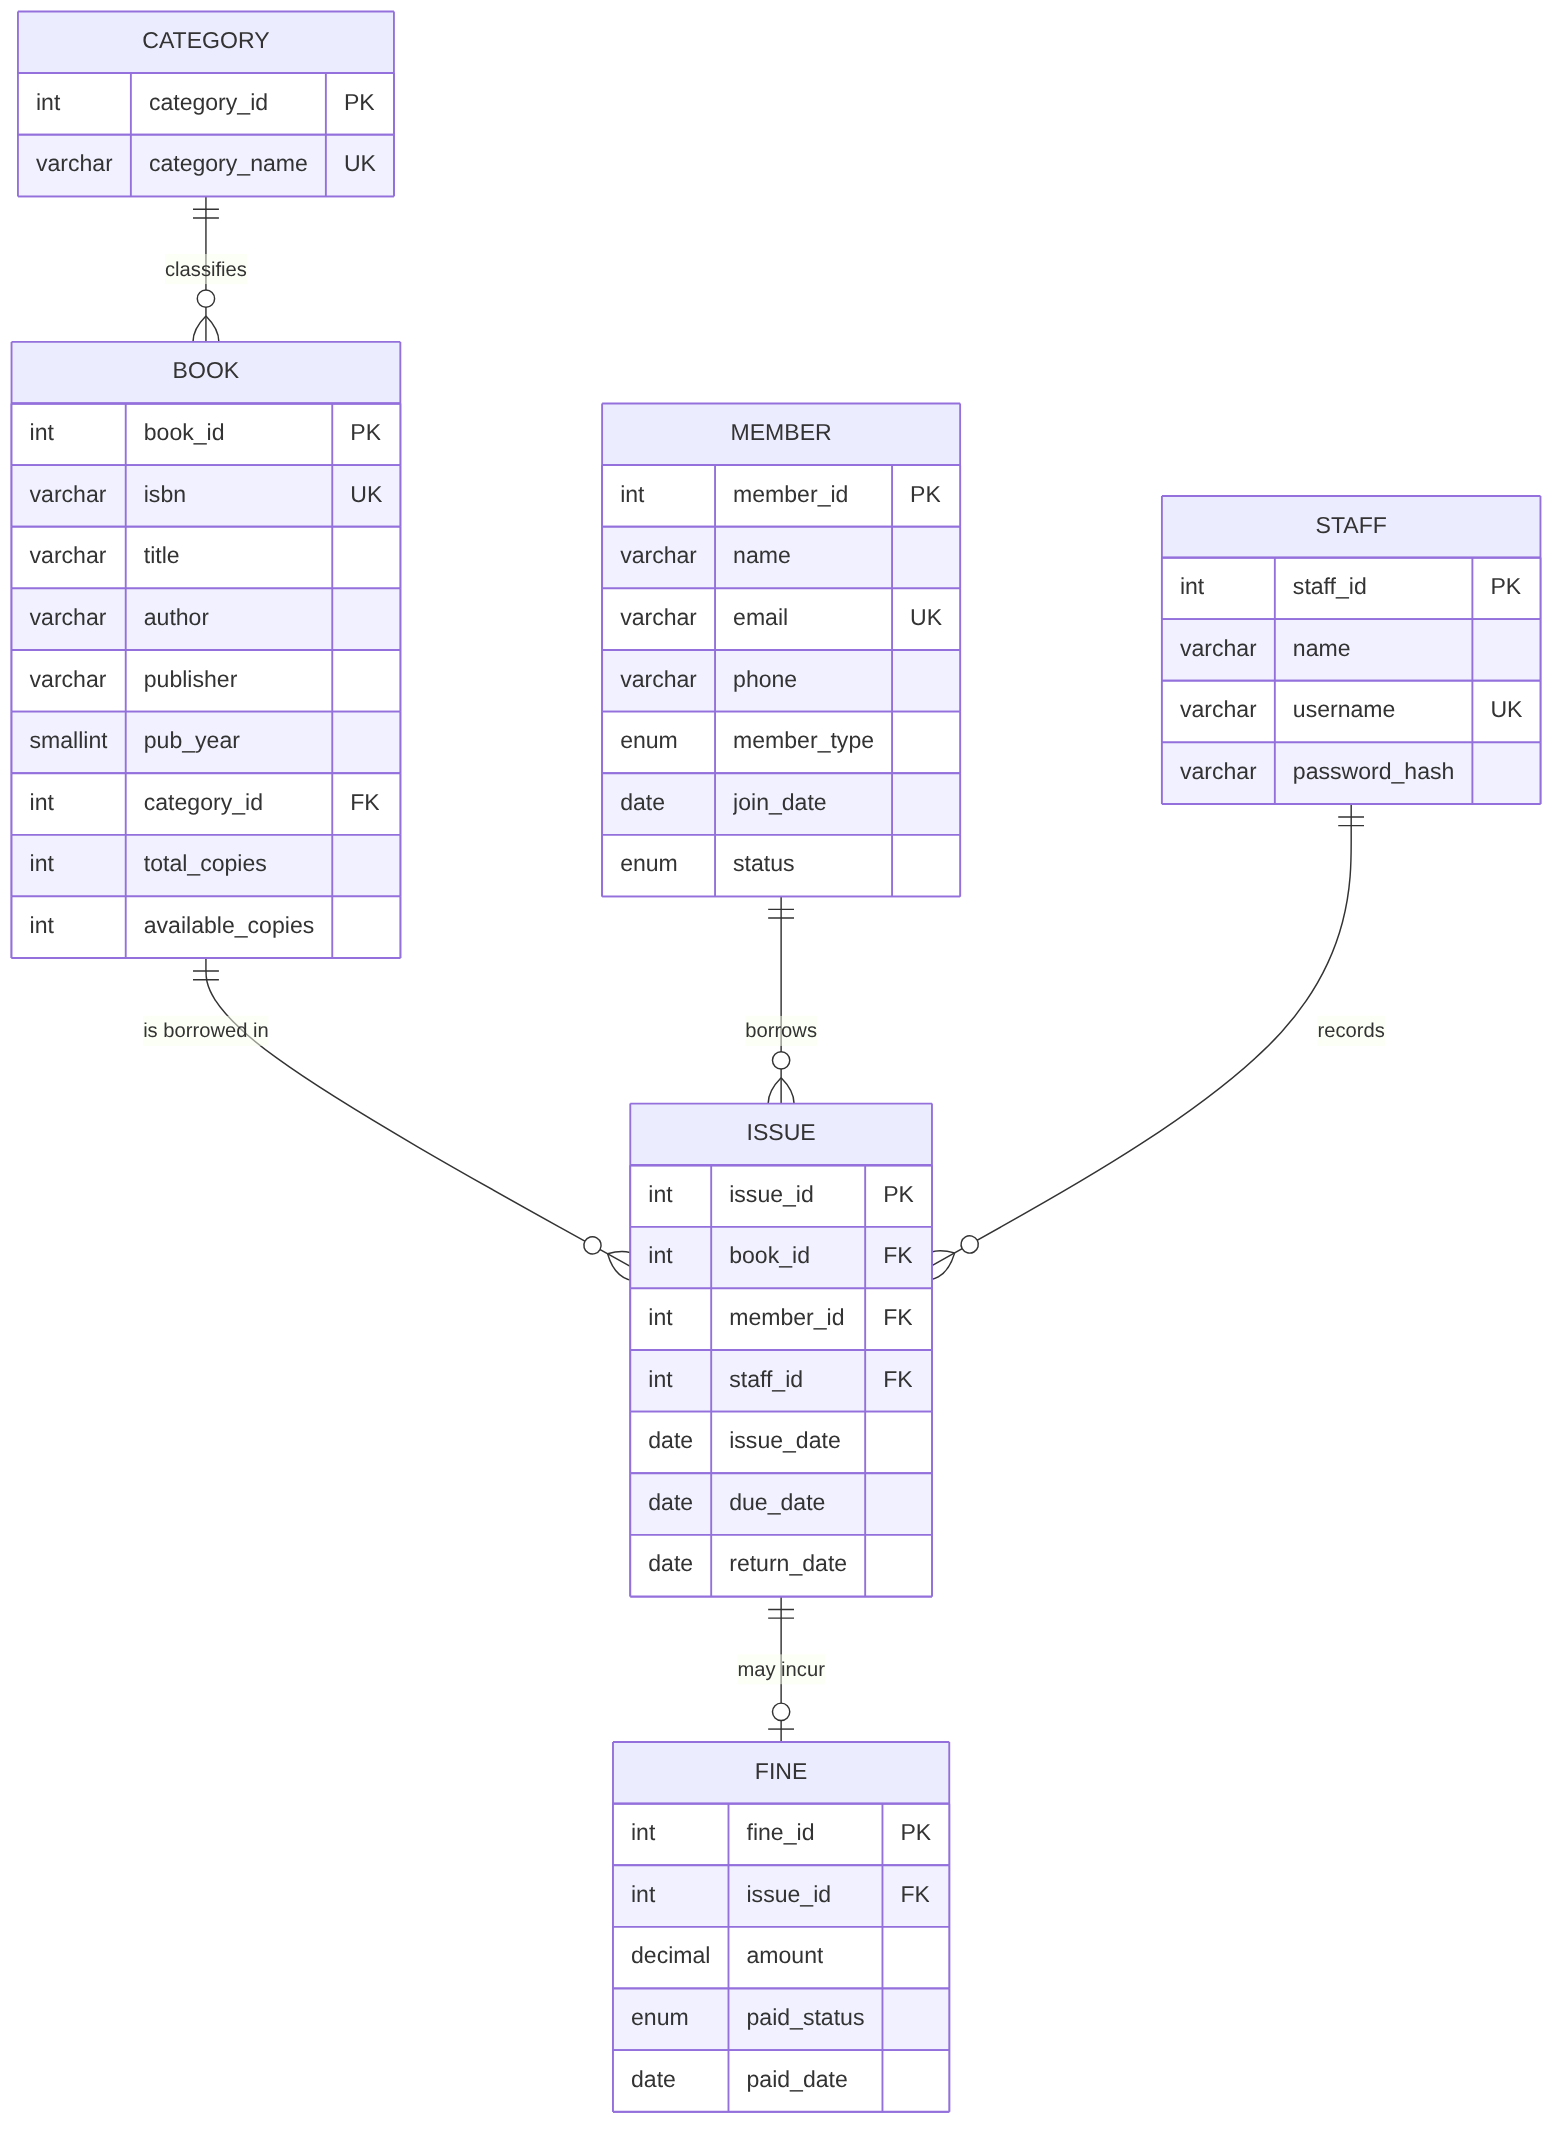 CATEGORY
int category_id PK
varchar category_name UK
classifies
BOOK
int book_id PK
varchar isbn UK
varchar title
varchar author
varchar publisher
smallint pub_year
int category_id FK
int total_copies
int available_copies
MEMBER
int member_id PK
varchar name
varchar email UK
varchar phone
enum member_type
date join_date
enum status
STAFF
int staff_id PK
varchar name
varchar username UK
varchar password_hash
is borrowed in
borrows
records
ISSUE
int issue_id PK
int book_id FK
int member_id FK
int staff_id FK
date issue_date
date due_date
date return_date
may incur
FINE
int fine_id PK
int issue_id FK
decimal amount
enum paid_status
date paid_date